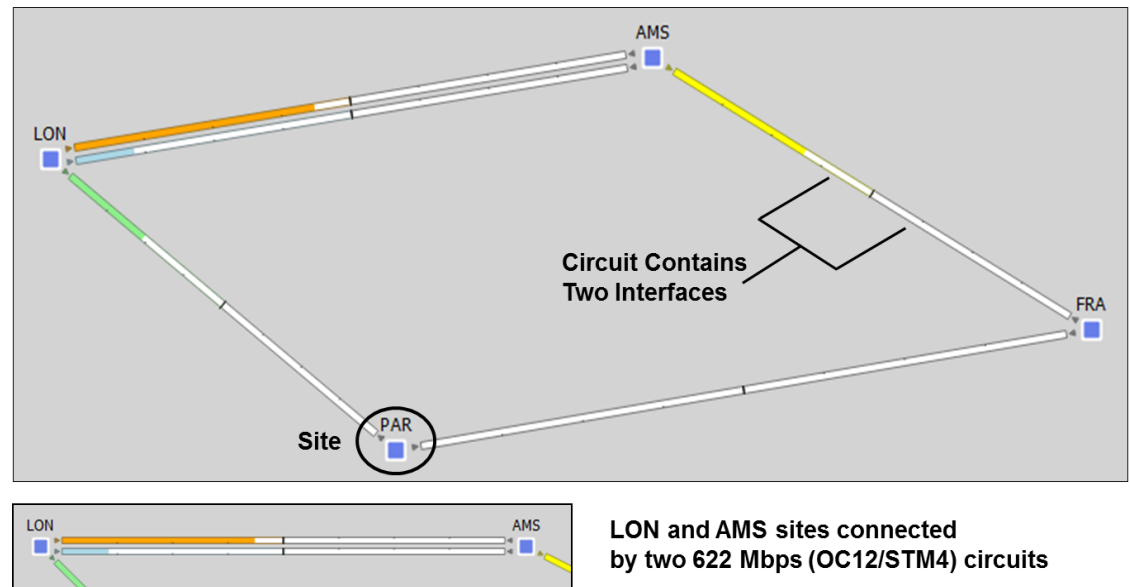 AMS
LON
Circuit Contains
Two Interfaces
FRA
PAR
Site
LON
AMS
LON and AMS sites connected
by two 622 Mbps (OC12/STM4) circuits